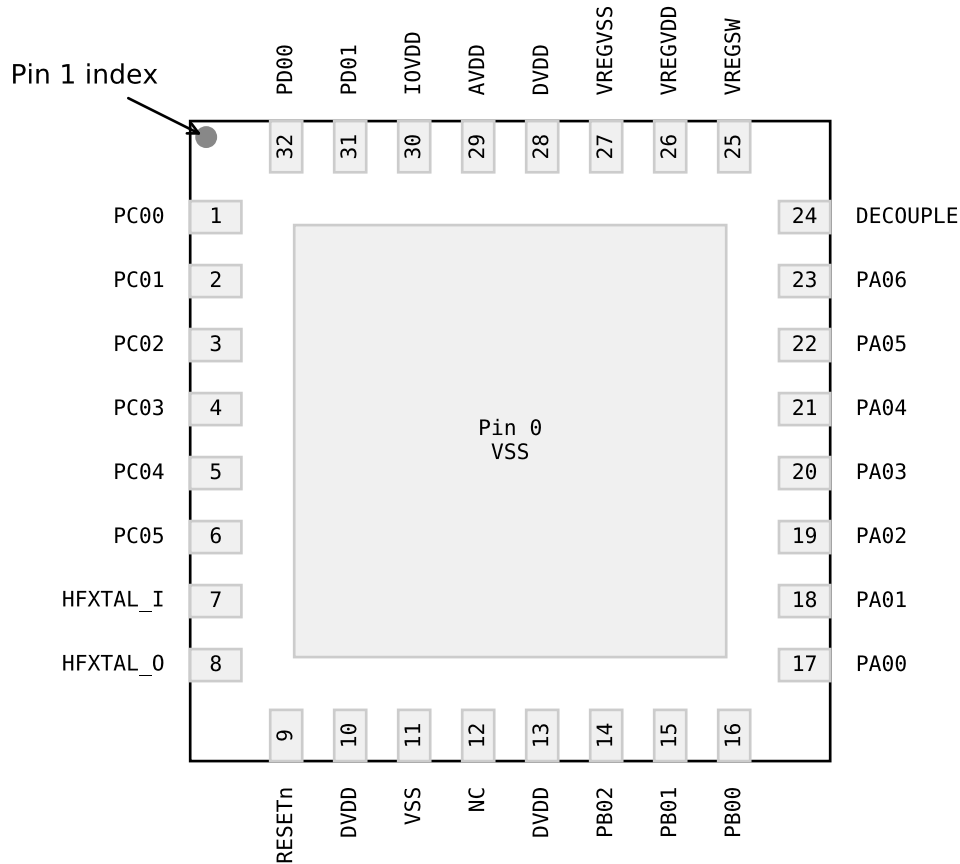 Pin 1 index
PD00
PD01
IOVDD
AVDD
DVDD
VREGVSS
VREGVDD
VREGSW
32
31
30
29
28
27
26
25
PC00 1
24 DECOUPLE
PC01 2
23 PA06
PC02 3
22 PA05
PC03 4
21 PA04
Pin 0
VSS
PC04 5
20 PA03
PC05 6
19 PA02
HFXTAL_I 7
18 PA01
HFXTAL_O 8
17 PA00
9
10
11
12
13
14
15
16
RESETn
DVDD
VSS
NC
DVDD
PB02
PB01
PB00